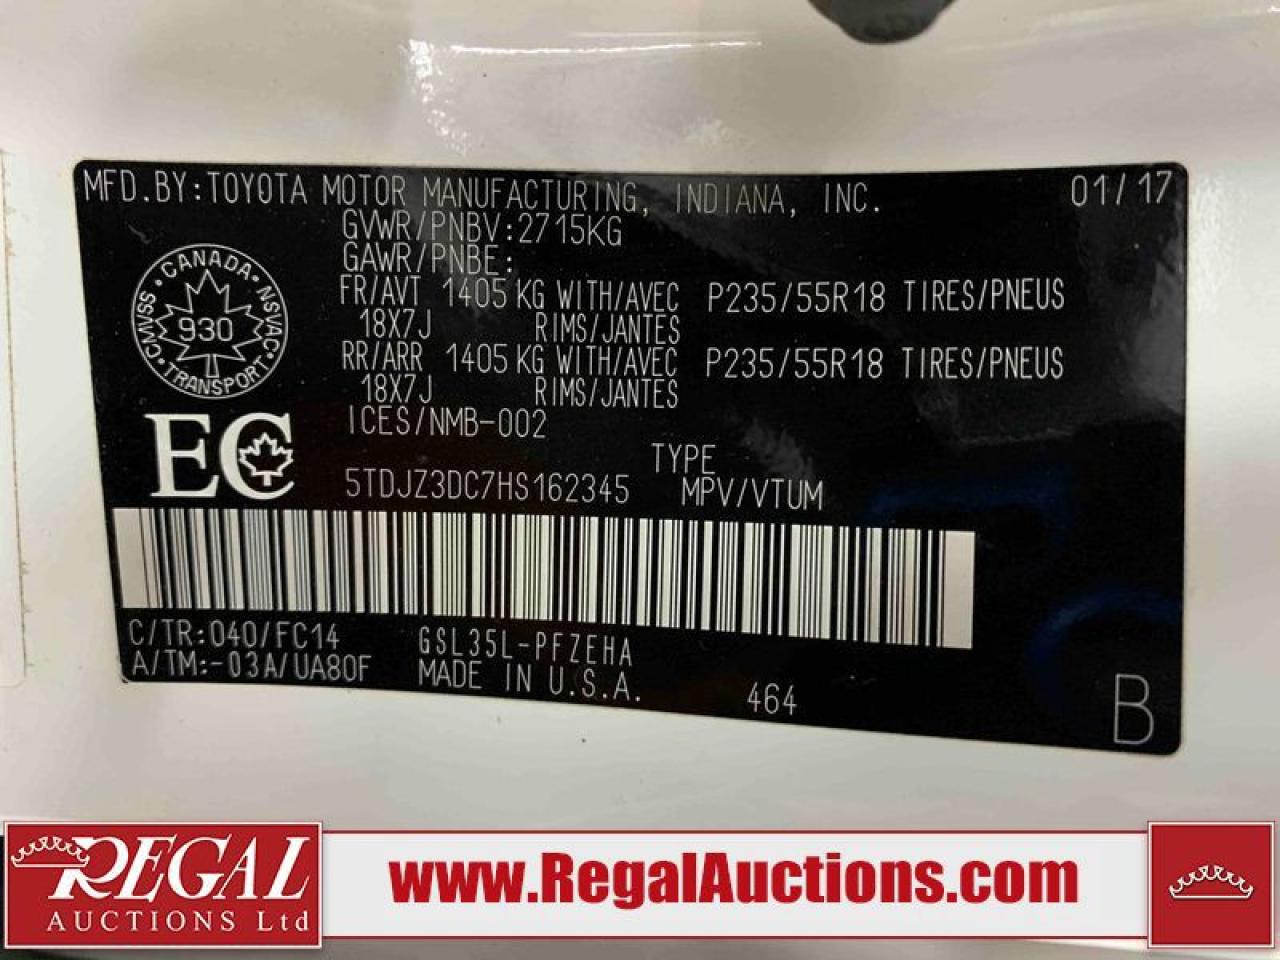 MFD.BY:TOYOTA MOTOR MANUFACTURING, INDIANA, INC. 01/17
GVWR/PNBV:2715KG
GAWR/PNBE:
FR/AVT 1405 KG WITH/AVEC P235/55R18 TIRES/PNEUS
18X7J RIMS/JANTES
RR/ARR 1405 KG WITH/AVEC P235/55R18 TIRES/PNEUS
18X7J RIMS/JANTES
ICES/NMB-002
CANADA
NSVAC
TRANSPORT
CMVSS
930
EC
TYPE
5TDJZ3DC7HS162345 MPV/VTUM
C/TR:040/FC14 GSL35L-PFZEHA
A/TM:-03A/UA80F MADE IN U.S.A. 464
B
REGAL
AUCTIONS Ltd
www.RegalAuctions.com